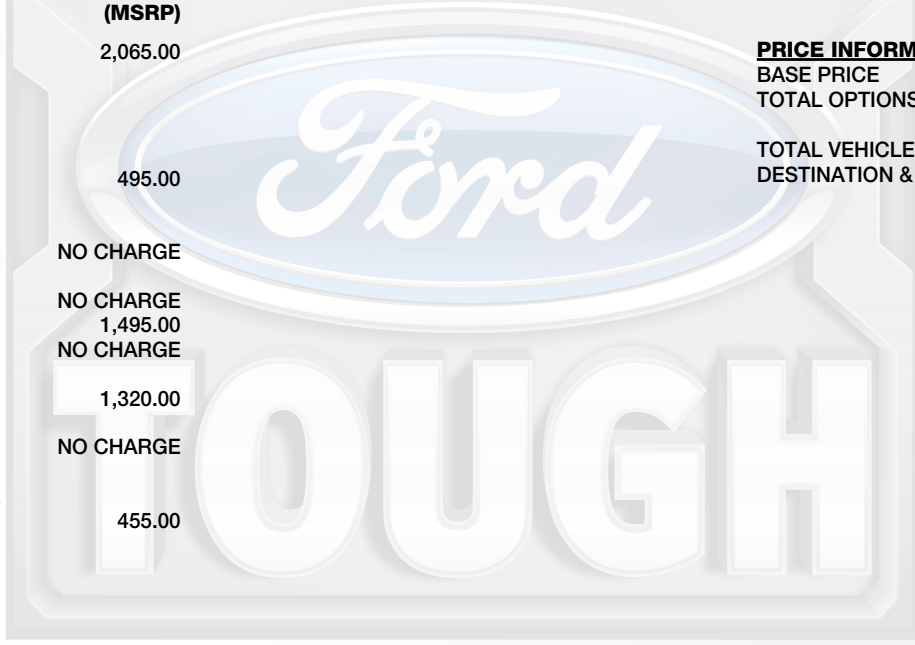 (MSRP)
2,065.00
495.00
NO CHARGE
NO CHARGE
1,495.00
NO CHARGE
1,320.00
NO CHARGE
455.00
PRICE INFORM
BASE PRICE
TOTAL OPTIONS
TOTAL VEHICLE
DESTINATION &
Ford
TOUGH